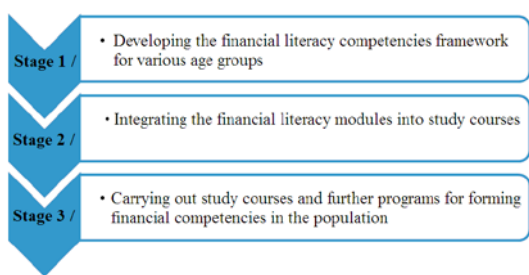 Stage 1 /
• Developing the financial literacy competencies framework
for various age groups
Stage 2 /
• Integrating the financial literacy modules into study courses
Stage 3 /
• Carrying out study courses and further programs for forming
financial competencies in the population